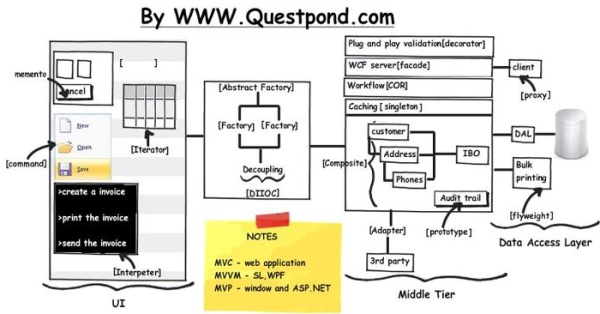 By WWW.Questpond.com
memento
[ ]
ancel
New
Open
Save
[command]
[Iterator]
>create a invoice
>print the invoice
>send the invoice
[Interpeter]
UI
[Abstract Factory]
[Factory] [Factory]
Decoupling
[DIIOC]
NOTES
MVC - web application
MVVM - SL,WPF
MVP - window and ASP.NET
Plug and play validation[decorator]
WCF server[facade]
Workflow[COR]
Caching [singleton]
customer
Address
Phones
IBO
Audit trail
[Composite]
[Adapter]
[prototype]
3rd party
Middle Tier
client
[proxy]
DAL
Bulk
printing
[flyweight]
Data Access Layer